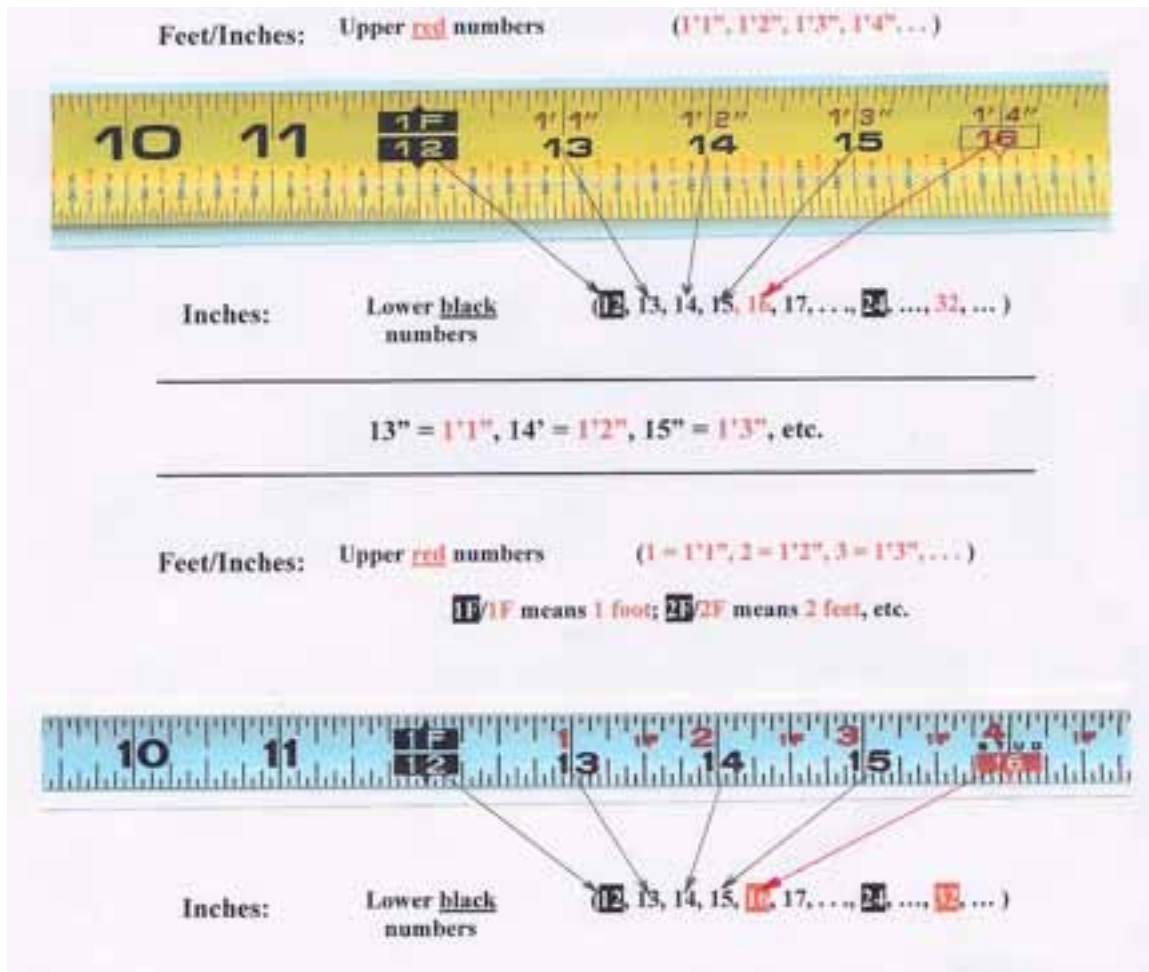 Feet/Inches: Upper red numbers (1'1", 1'2", 1'3", 1'4", . . . )
1F 1' 1" 1' 2" 1' 3" 1' 4"
10 11 12 13 14 15 16
Inches: Lower black numbers (12, 13, 14, 15, 16, 17, . . ., 24, ..., 32, ... )
13" = 1'1", 14' = 1'2", 15" = 1'3", etc.
Feet/Inches: Upper red numbers (1 = 1'1", 2 = 1'2", 3 = 1'3", . . . )
1F/1F means 1 foot; 2F/2F means 2 feet, etc.
1F 1 1F 2 1F 3 1F 4 1F
STUD
10 11 12 13 14 15 16
Inches: Lower black numbers (12, 13, 14, 15, 16, 17, . . ., 24, ..., 32, ... )